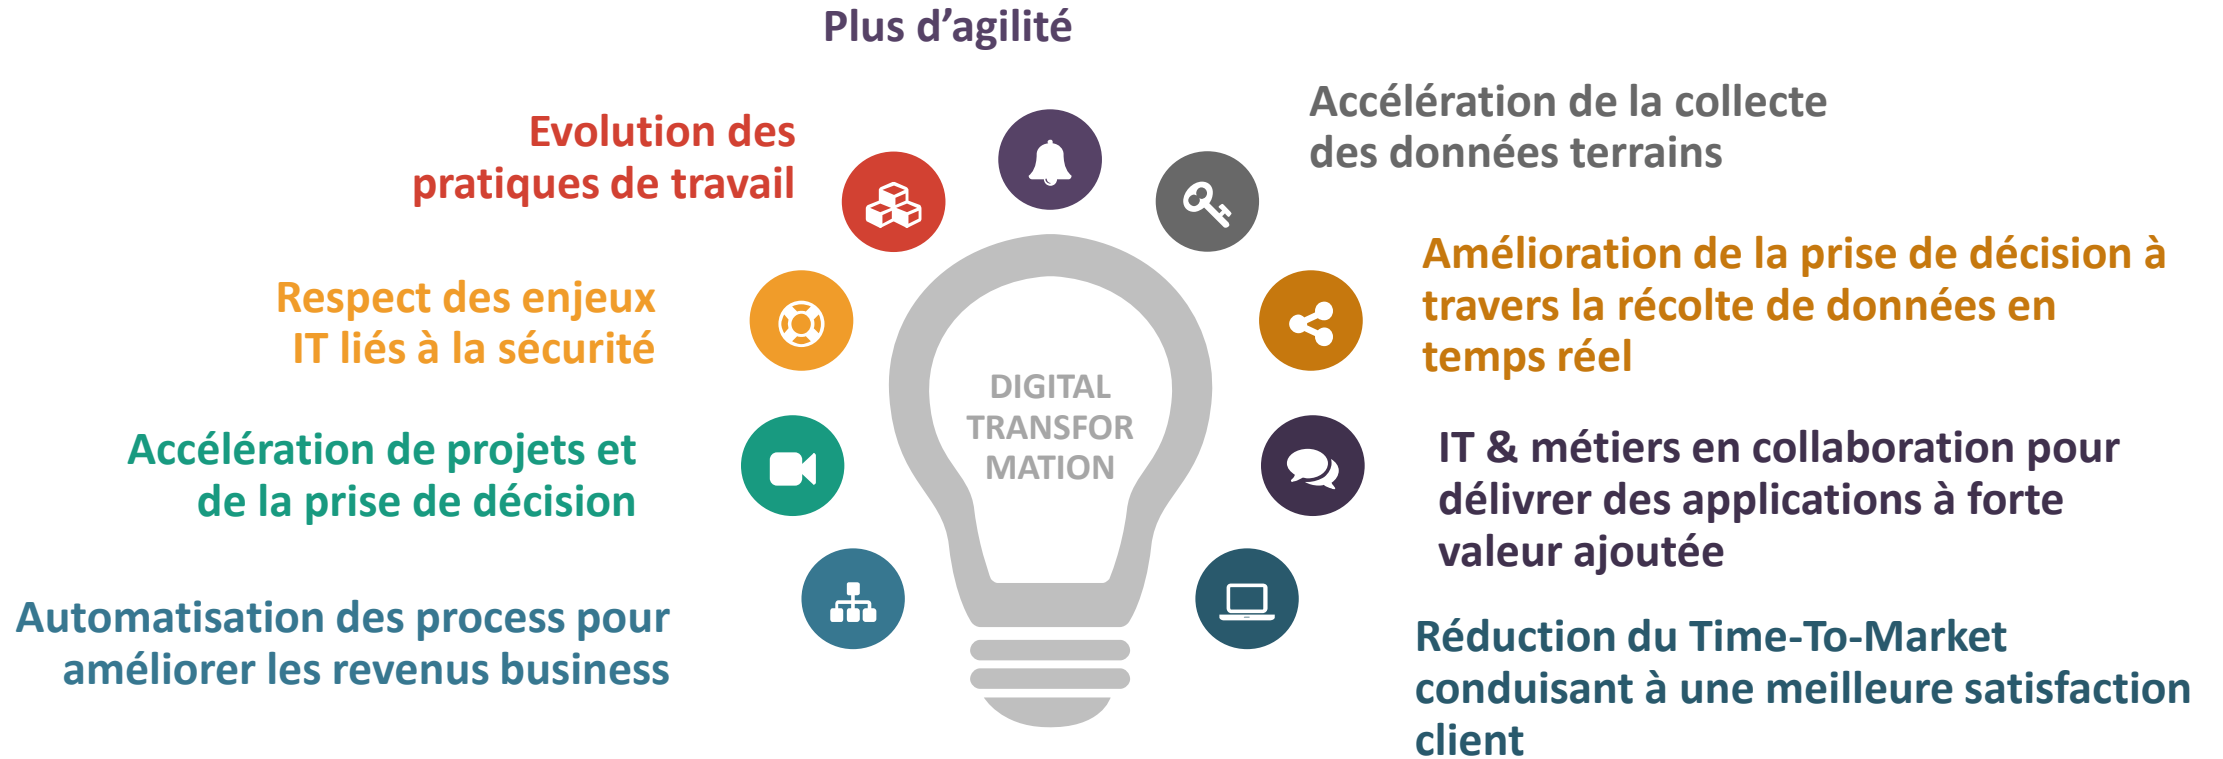 Plus d’agilité
Evolution des
pratiques de travail
Accélération de la collecte
des données terrains
Respect des enjeux
IT liés à la sécurité
Amélioration de la prise de décision à
travers la récolte de données en
temps réel
DIGITAL
TRANSFOR
MATION
Accélération de projets et
de la prise de décision
IT & métiers en collaboration pour
délivrer des applications à forte
valeur ajoutée
Automatisation des process pour
améliorer les revenus business
Réduction du Time-To-Market
conduisant à une meilleure satisfaction
client